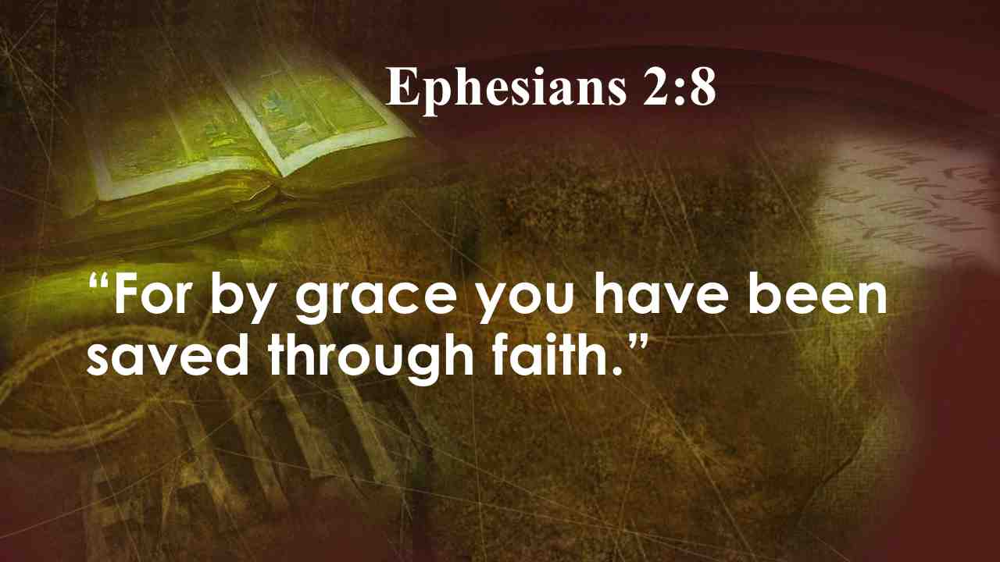 Ephesians 2:8
“For by grace you have been
saved through faith.”